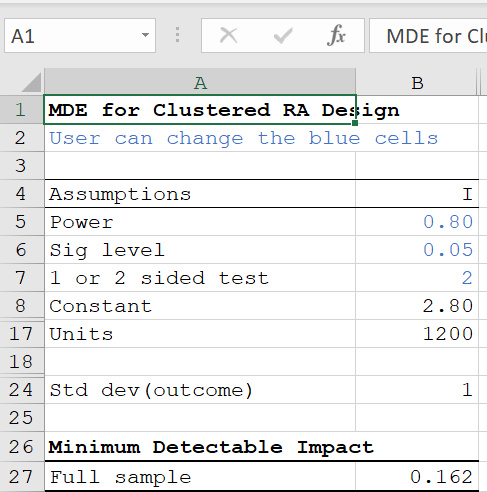 A1 fx MDE for Cl
A B
1 MDE for Clustered RA Design
2 User can change the blue cells
3
4 Assumptions I
5 Power 0.80
6 Sig level 0.05
7 1 or 2 sided test 2
8 Constant 2.80
17 Units 1200
18
24 Std dev(outcome) 1
25
26 Minimum Detectable Impact
27 Full sample 0.162